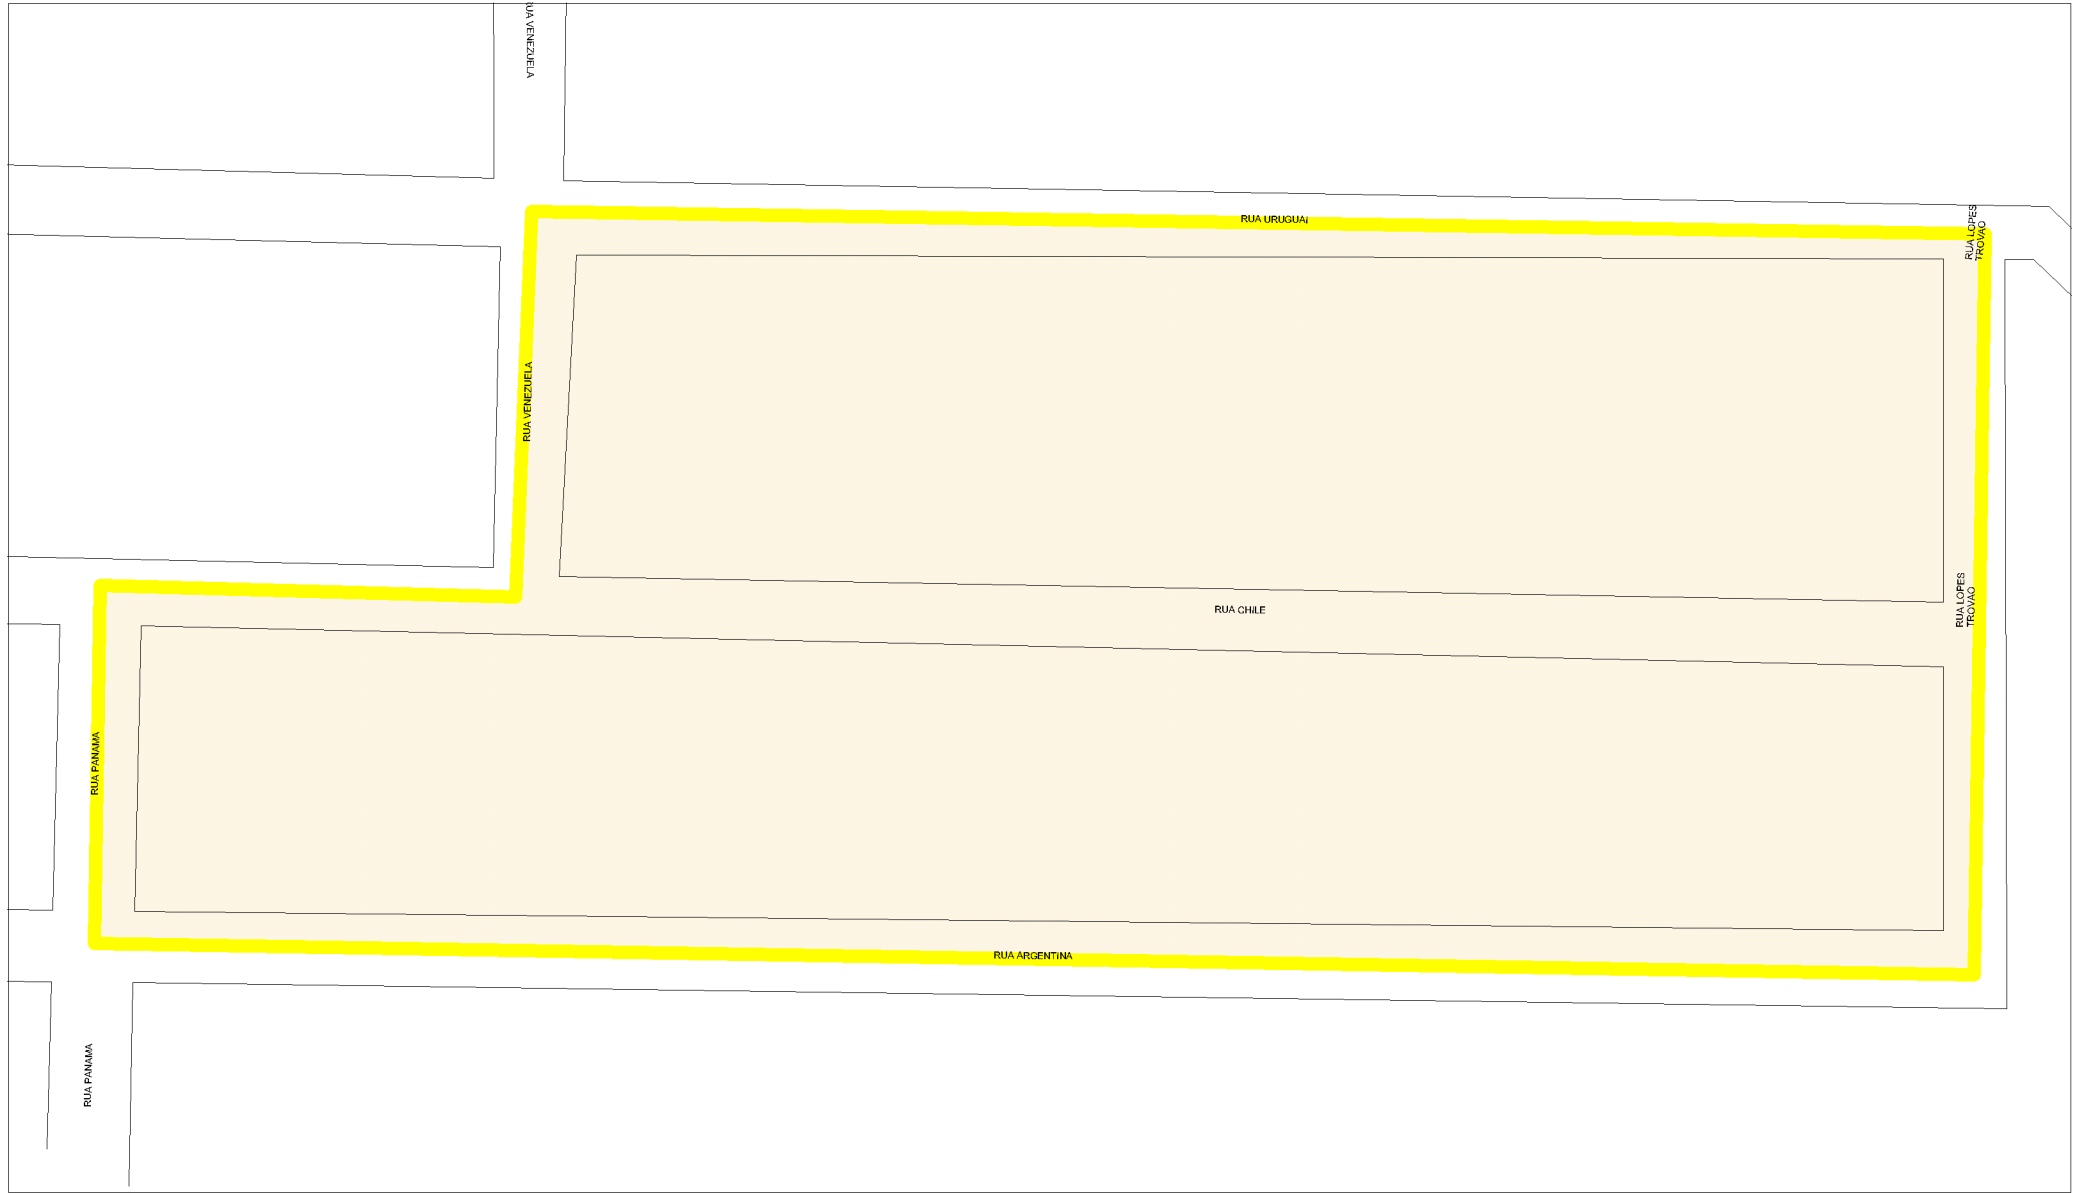 RUA VENEZUELA
RUA URUGUAI
RUA LOPES
TROVAO
RUA VENEZUELA
RUA CHILE
RUA LOPES
TROVAO
RUA PANAMA
RUA ARGENTINA
RUA PANAMA